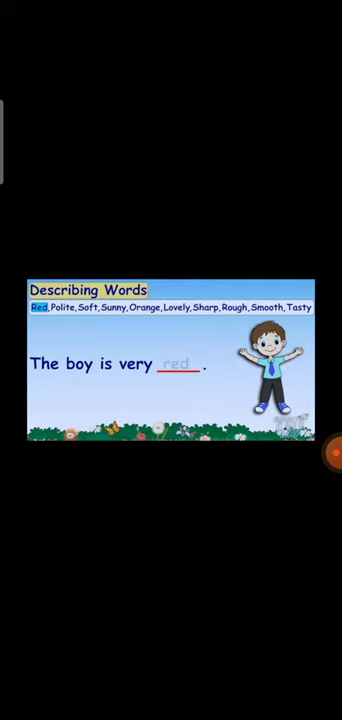 Describing Words
Red,Polite,Soft,Sunny,Orange,Lovely,Sharp,Rough,Smooth,Tasty
The boy is very red.